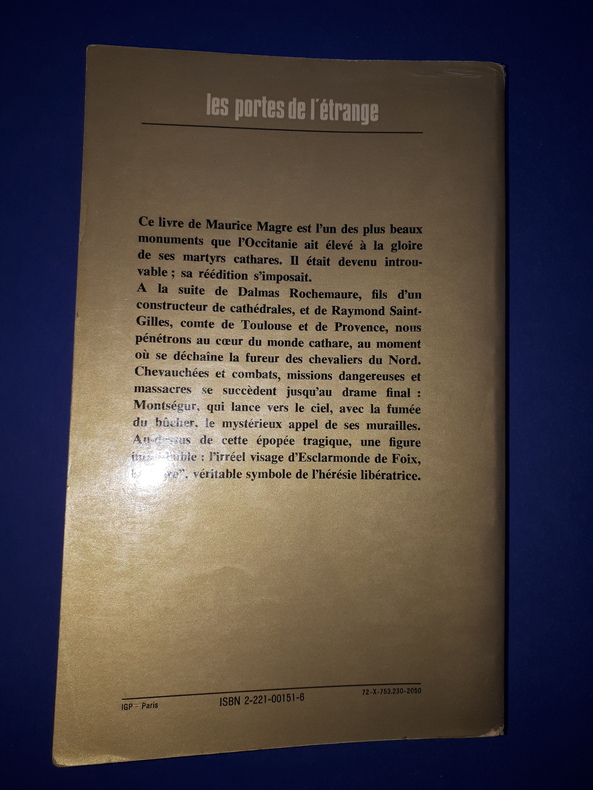 les portes de l'étrange
Ce livre de Maurice Magre est l'un des plus beaux
monuments que l'Occitanie ait élevé à la gloire
de ses martyrs cathares. Il était devenu introu-
vable ; sa réédition s'imposait.
A la suite de Dalmas Rochemaure, fils d'un
constructeur de cathédrales, et de Raymond Saint-
Gilles, comte de Toulouse et de Provence, nous
pénétrons au cœur du monde cathare, au moment
où se déchaîne la fureur des chevaliers du Nord.
Chevauchées et combats, missions dangereuses et
massacres se succèdent jusqu'au drame final :
Montségur, qui lance vers le ciel, avec la fumée
du bûcher, le mystérieux appel de ses murailles.
Au-dessus de cette épopée tragique, une figure
: l'irréel visage d'Esclarmonde de Foix,
véritable symbole de l'hérésie libératrice.
IGP - Paris
ISBN 2-221-00151-6
72-X-753.230-2050